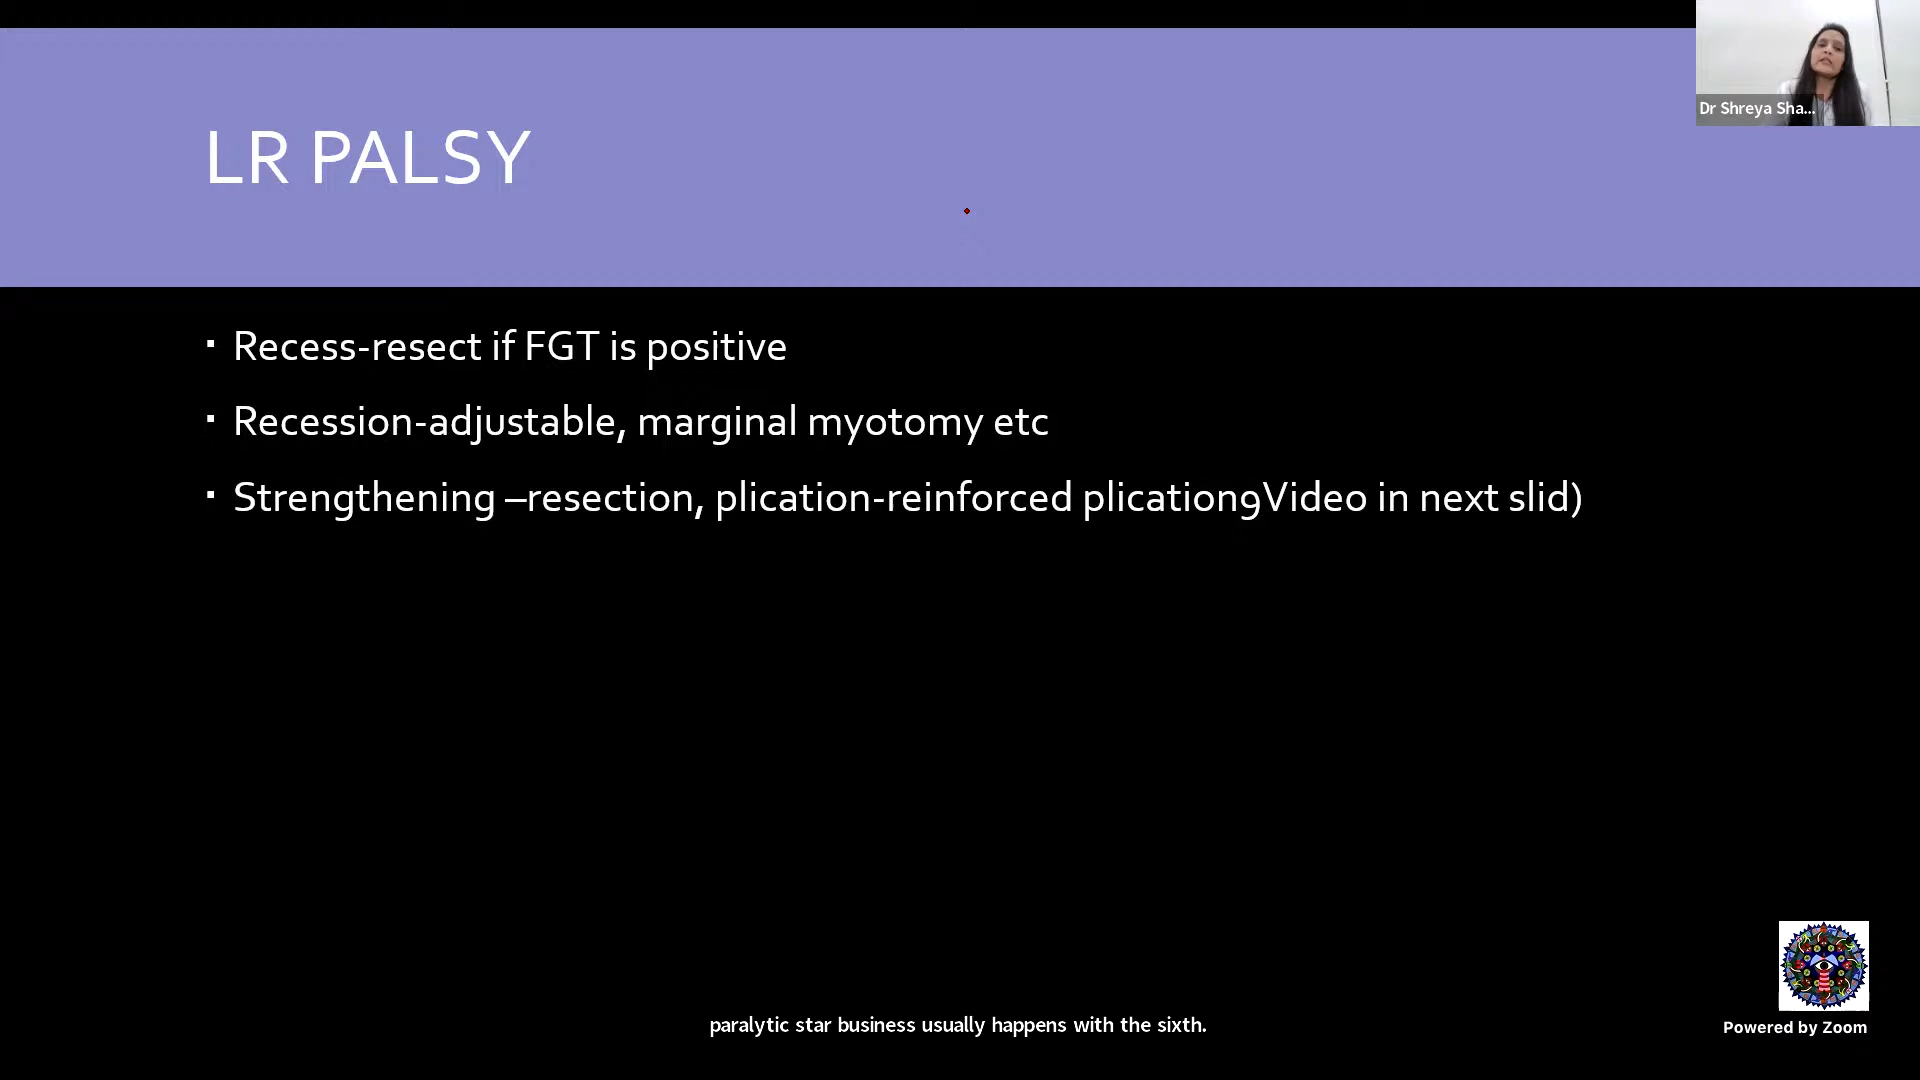 Dr Shreya Sha...
LR PALSY
Recess-resect if FGT is positive
Recession-adjustable, marginal myotomy etc
Strengthening –resection, plication-reinforced plication9Video in next slid)
paralytic star business usually happens with the sixth.
Powered by Zoom